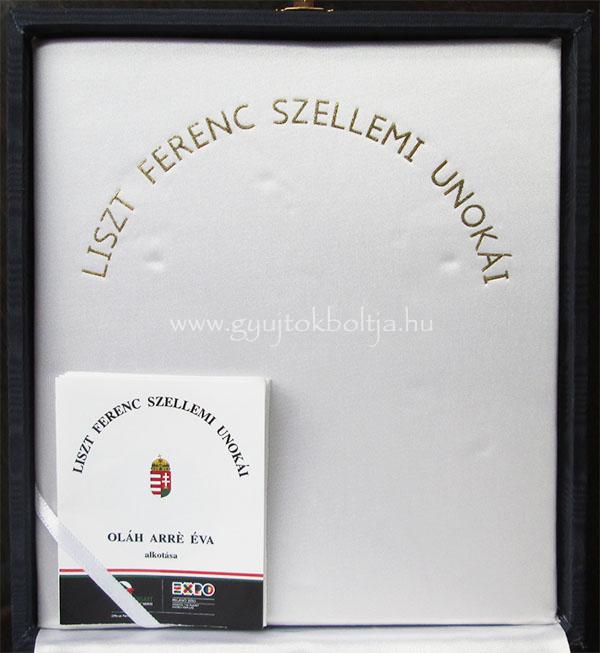 LISZT FERENC SZELLEMI UNOKÁI
www.gyujtokboltja.hu
LISZT FERENC SZELLEMI UNOKÁI
OLÁH ARRÈ ÉVA
alkotása
EXPO